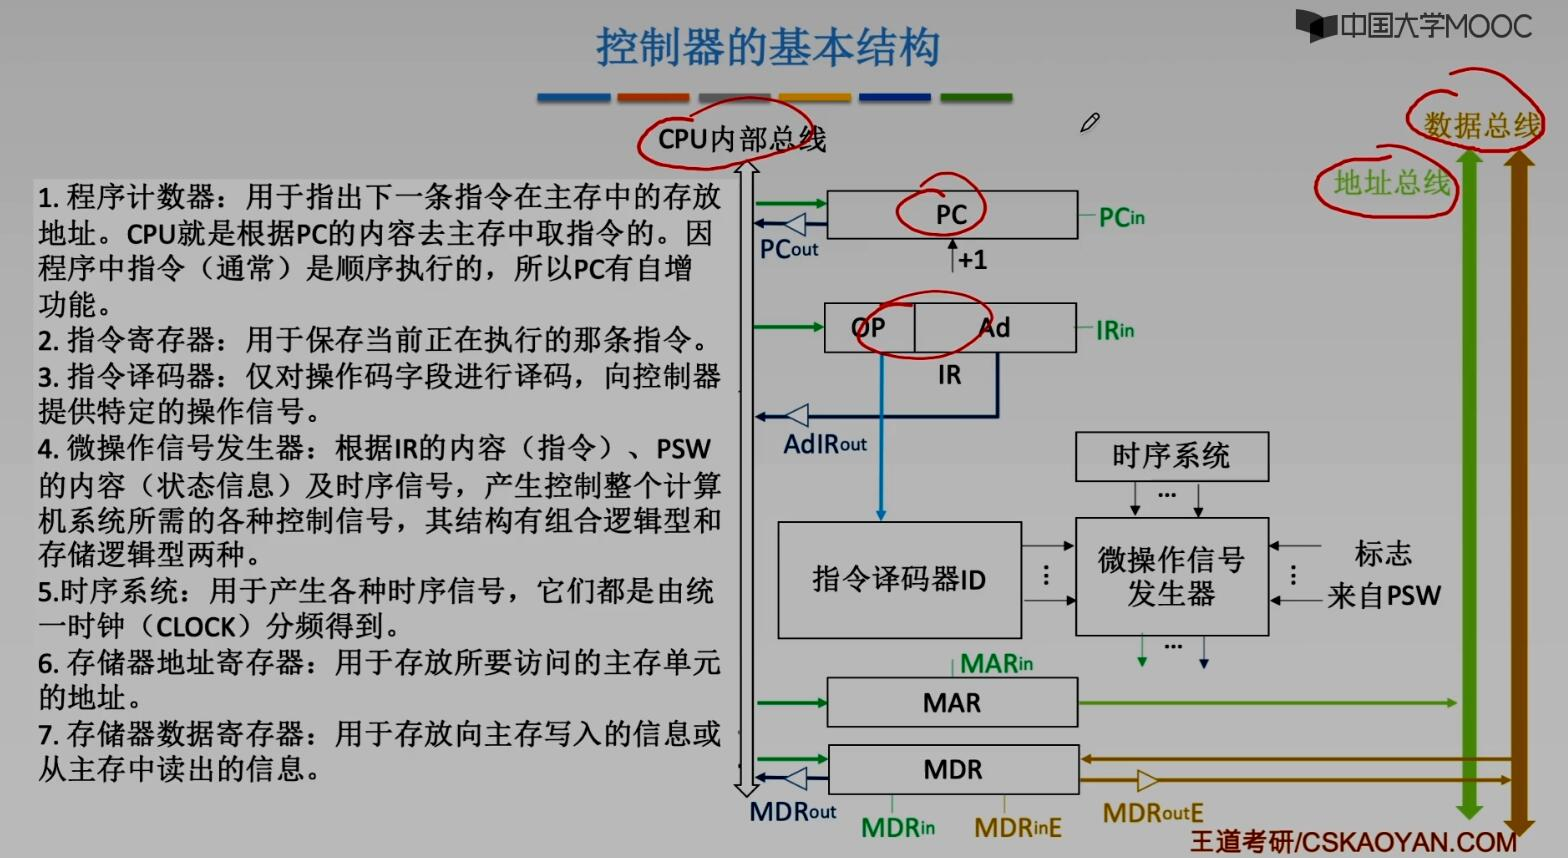 中国大学MOOC
控制器的基本结构
CPU内部总线
数据总线
地址总线
1. 程序计数器：用于指出下一条指令在主存中的存放
地址。CPU就是根据PC的内容去主存中取指令的。因
程序中指令（通常）是顺序执行的，所以PC有自增
功能。
2. 指令寄存器：用于保存当前正在执行的那条指令。
3. 指令译码器：仅对操作码字段进行译码，向控制器
提供特定的操作信号。
4. 微操作信号发生器：根据IR的内容（指令）、PSW
的内容（状态信息）及时序信号，产生控制整个计算
机系统所需的各种控制信号，其结构有组合逻辑型和
存储逻辑型两种。
5.时序系统：用于产生各种时序信号，它们都是由统
一时钟（CLOCK）分频得到。
6. 存储器地址寄存器：用于存放所要访问的主存单元
的地址。
7. 存储器数据寄存器：用于存放向主存写入的信息或
从主存中读出的信息。
PC
PCin
PCout
+1
OP
Ad
IRin
IR
AdIRout
时序系统
...
指令译码器ID
微操作信号
发生器
标志
来自PSW
...
MARin
MAR
MDR
MDRout
MDRin
MDRinE
MDRoutE
王道考研/CSKAOYAN.COM